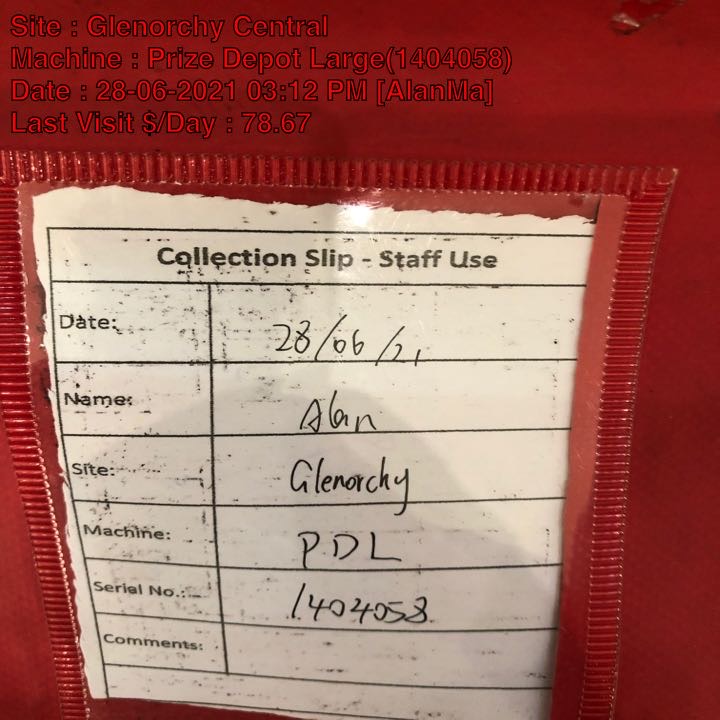 Site : Glenorchy Central
Machine : Prize Depot Large(1404058)
Date : 28-06-2021 03:12 PM [AlanMa]
Last Visit $/Day : 78.67
Collection Slip - Staff Use
Date: 28/06/21
Name: Alan
Site: Glenorchy
Machine: PDL
Serial No.: 1404058
Comments: